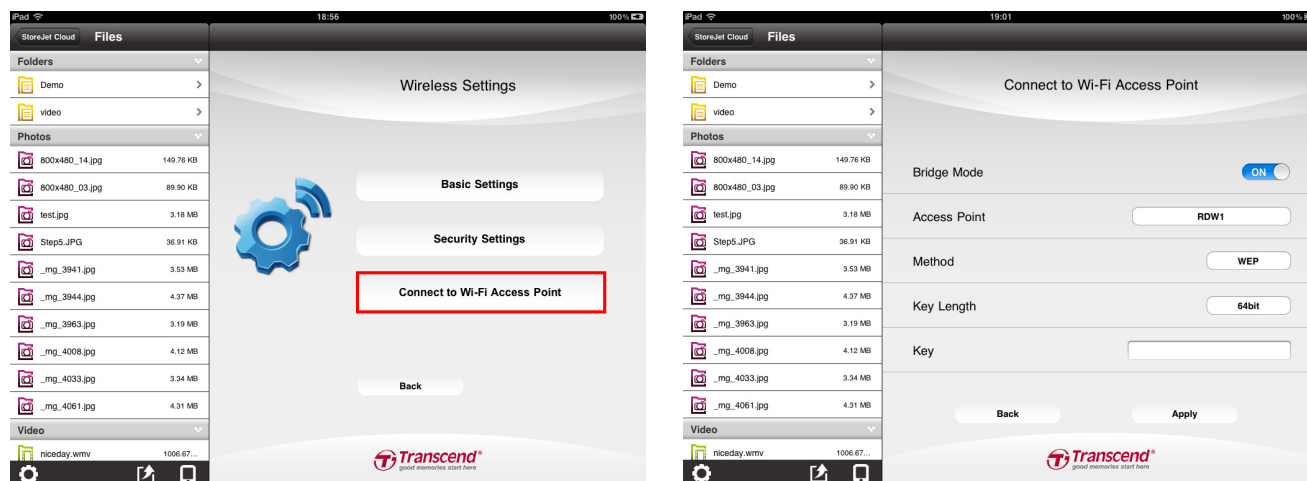 iPad 18:56 100%
StoreJet Cloud Files
Folders
Demo
video
Photos
800x480_14.jpg 149.76 KB
800x480_03.jpg 89.90 KB
test.jpg 3.18 MB
Step5.JPG 36.91 KB
_mg_3941.jpg 3.53 MB
_mg_3944.jpg 4.37 MB
_mg_3963.jpg 3.19 MB
_mg_4008.jpg 4.12 MB
_mg_4033.jpg 3.34 MB
_mg_4061.jpg 4.31 MB
Video
niceday.wmv 1006.67...
Wireless Settings
Basic Settings
Security Settings
Connect to Wi-Fi Access Point
Back
Transcend®
good memories start here
iPad 19:01 100%
StoreJet Cloud Files
Folders
Demo
video
Photos
800x480_14.jpg 149.76 KB
800x480_03.jpg 89.90 KB
test.jpg 3.18 MB
Step5.JPG 36.91 KB
_mg_3941.jpg 3.53 MB
_mg_3944.jpg 4.37 MB
_mg_3963.jpg 3.19 MB
_mg_4008.jpg 4.12 MB
_mg_4033.jpg 3.34 MB
_mg_4061.jpg 4.31 MB
Video
niceday.wmv 1006.67...
Connect to Wi-Fi Access Point
Bridge Mode ON
Access Point RDW1
Method WEP
Key Length 64bit
Key
Back Apply
Transcend®
good memories start here